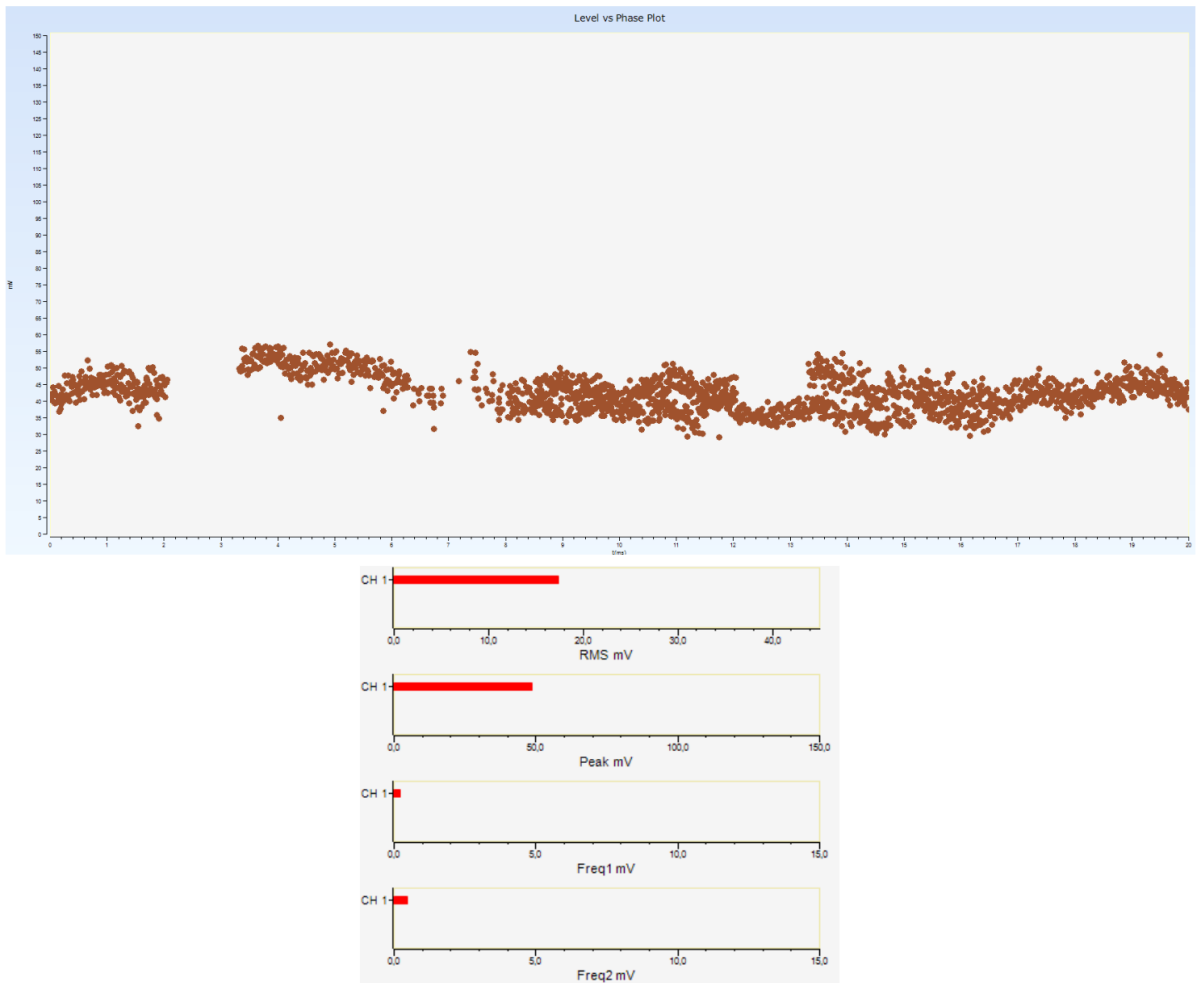 Level vs Phase Plot
150
145
140
135
130
125
120
115
110
105
100
95
90
85
80
75
70
65
60
55
50
45
40
35
30
25
20
15
10
5
0
mV
0 1 2 3 4 5 6 7 8 9 10 11 12 13 14 15 16 17 18 19 20
t(ms)
CH 1
0,0 10,0 20,0 30,0 40,0
RMS mV
CH 1
0,0 50,0 100,0 150,0
Peak mV
CH 1
0,0 5,0 10,0 15,0
Freq1 mV
CH 1
0,0 5,0 10,0 15,0
Freq2 mV